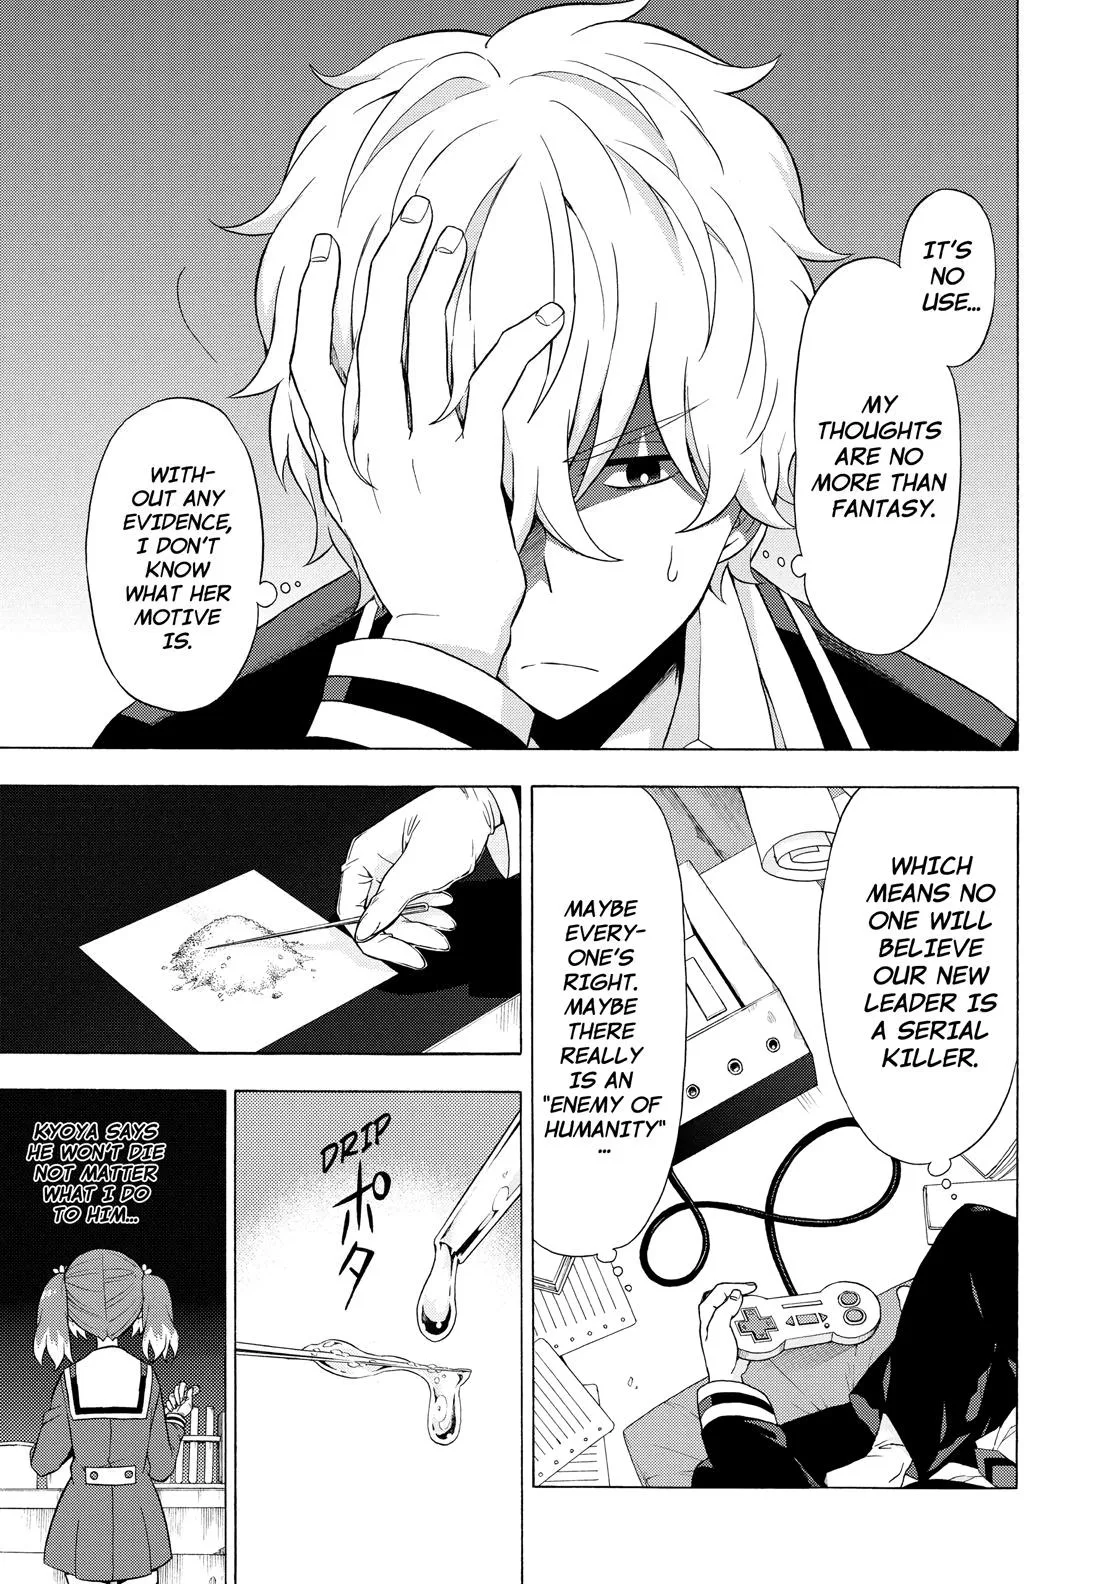 IT'S
NO
USE...
MY
THOUGHTS
ARE NO
MORE THAN
FANTASY.
WITH-
OUT ANY
EVIDENCE,
I DON'T
KNOW
WHAT HER
MOTIVE
IS.
WHICH
MEANS NO
ONE WILL
BELIEVE
OUR NEW
LEADER IS
A SERIAL
KILLER.
MAYBE
EVERY-
ONE'S
RIGHT.
MAYBE
THERE
REALLY
IS AN
"ENEMY OF
HUMANITY"
...
DRIP
ポタ
KYOYA SAYS
HE WON'T DIE
NOT MATTER
WHAT I DO
TO HIM...